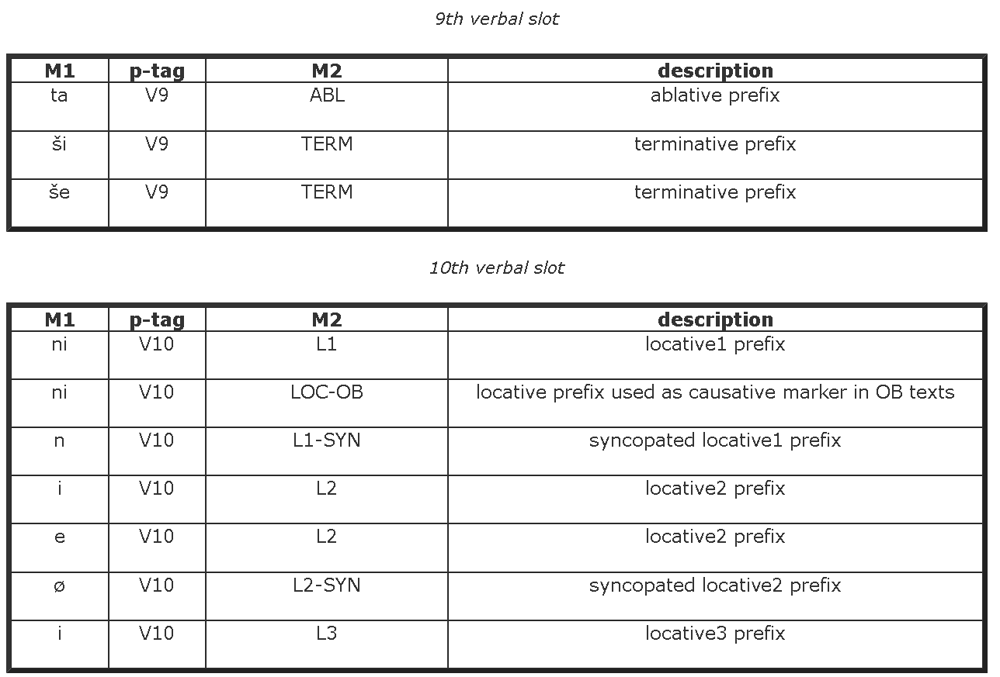 9th verbal slot
M1 p-tag M2 description
ta V9 ABL ablative prefix
ši V9 TERM terminative prefix
še V9 TERM terminative prefix
10th verbal slot
M1 p-tag M2 description
ni V10 L1 locative1 prefix
ni V10 LOC-OB locative prefix used as causative marker in OB texts
n V10 L1-SYN syncopated locative1 prefix
i V10 L2 locative2 prefix
e V10 L2 locative2 prefix
ø V10 L2-SYN syncopated locative2 prefix
i V10 L3 locative3 prefix